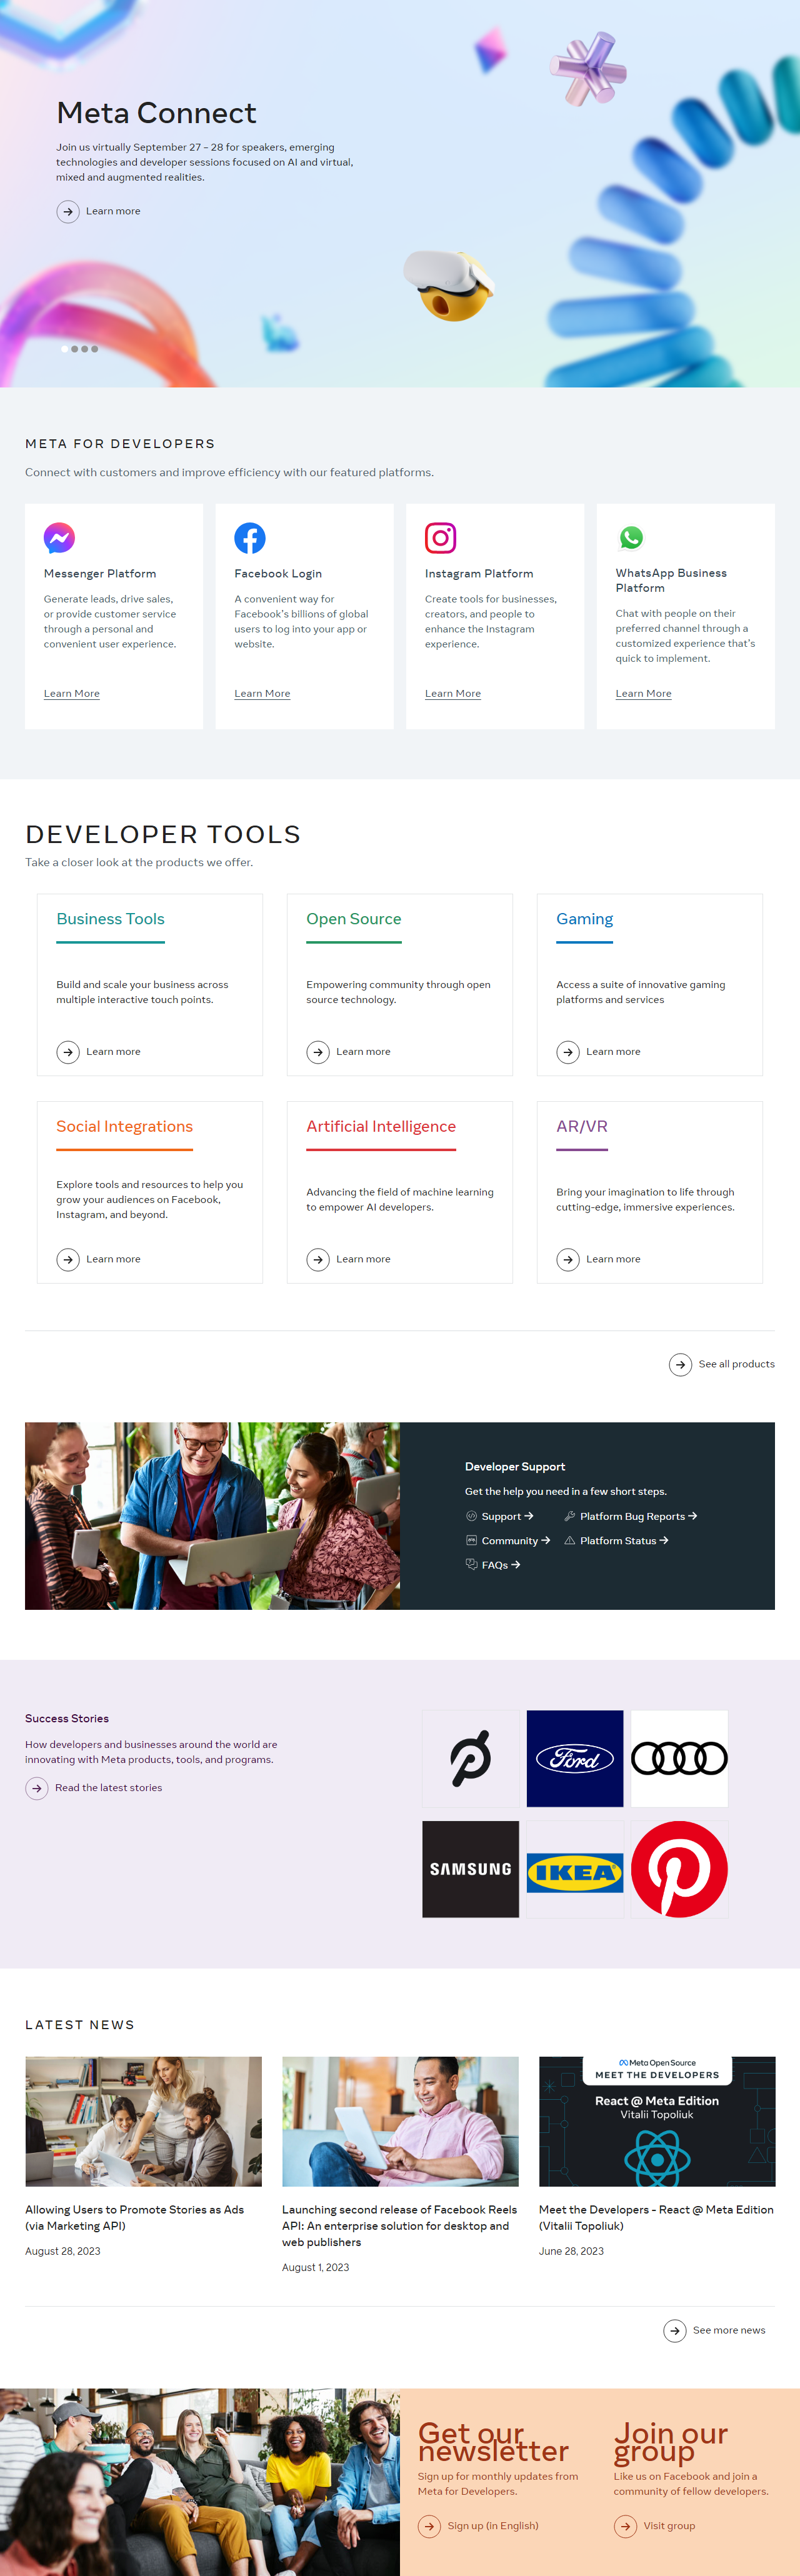 Meta Connect
Join us virtually September 27 – 28 for speakers, emerging
technologies and developer sessions focused on AI and virtual,
mixed and augmented realities.
Learn more
META FOR DEVELOPERS
Connect with customers and improve efficiency with our featured platforms.
Messenger Platform
Generate leads, drive sales,
or provide customer service
through a personal and
convenient user experience.
Learn More
Facebook Login
A convenient way for
Facebook's billions of global
users to log into your app or
website.
Learn More
Instagram Platform
Create tools for businesses,
creators, and people to
enhance the Instagram
experience.
Learn More
WhatsApp Business
Platform
Chat with people on their
preferred channel through a
customized experience that's
quick to implement.
Learn More
DEVELOPER TOOLS
Take a closer look at the products we offer.
Business Tools
Build and scale your business across
multiple interactive touch points.
Learn more
Open Source
Empowering community through open
source technology.
Learn more
Gaming
Access a suite of innovative gaming
platforms and services
Learn more
Social Integrations
Explore tools and resources to help you
grow your audiences on Facebook,
Instagram, and beyond.
Learn more
Artificial Intelligence
Advancing the field of machine learning
to empower AI developers.
Learn more
AR/VR
Bring your imagination to life through
cutting-edge, immersive experiences.
Learn more
See all products
Developer Support
Get the help you need in a few short steps.
Support
Platform Bug Reports
Community
Platform Status
FAQs
Success Stories
How developers and businesses around the world are
innovating with Meta products, tools, and programs.
Read the latest stories
Ford
SAMSUNG
IKEA
LATEST NEWS
Allowing Users to Promote Stories as Ads
(via Marketing API)
August 28, 2023
Launching second release of Facebook Reels
API: An enterprise solution for desktop and
web publishers
August 1, 2023
Meta Open Source
MEET THE DEVELOPERS
React @ Meta Edition
Vitalii Topoliuk
Meet the Developers - React @ Meta Edition
(Vitalii Topoliuk)
June 28, 2023
See more news
Get our
newsletter
Sign up for monthly updates from
Meta for Developers.
Sign up (in English)
Join our
group
Like us on Facebook and join a
community of fellow developers.
Visit group